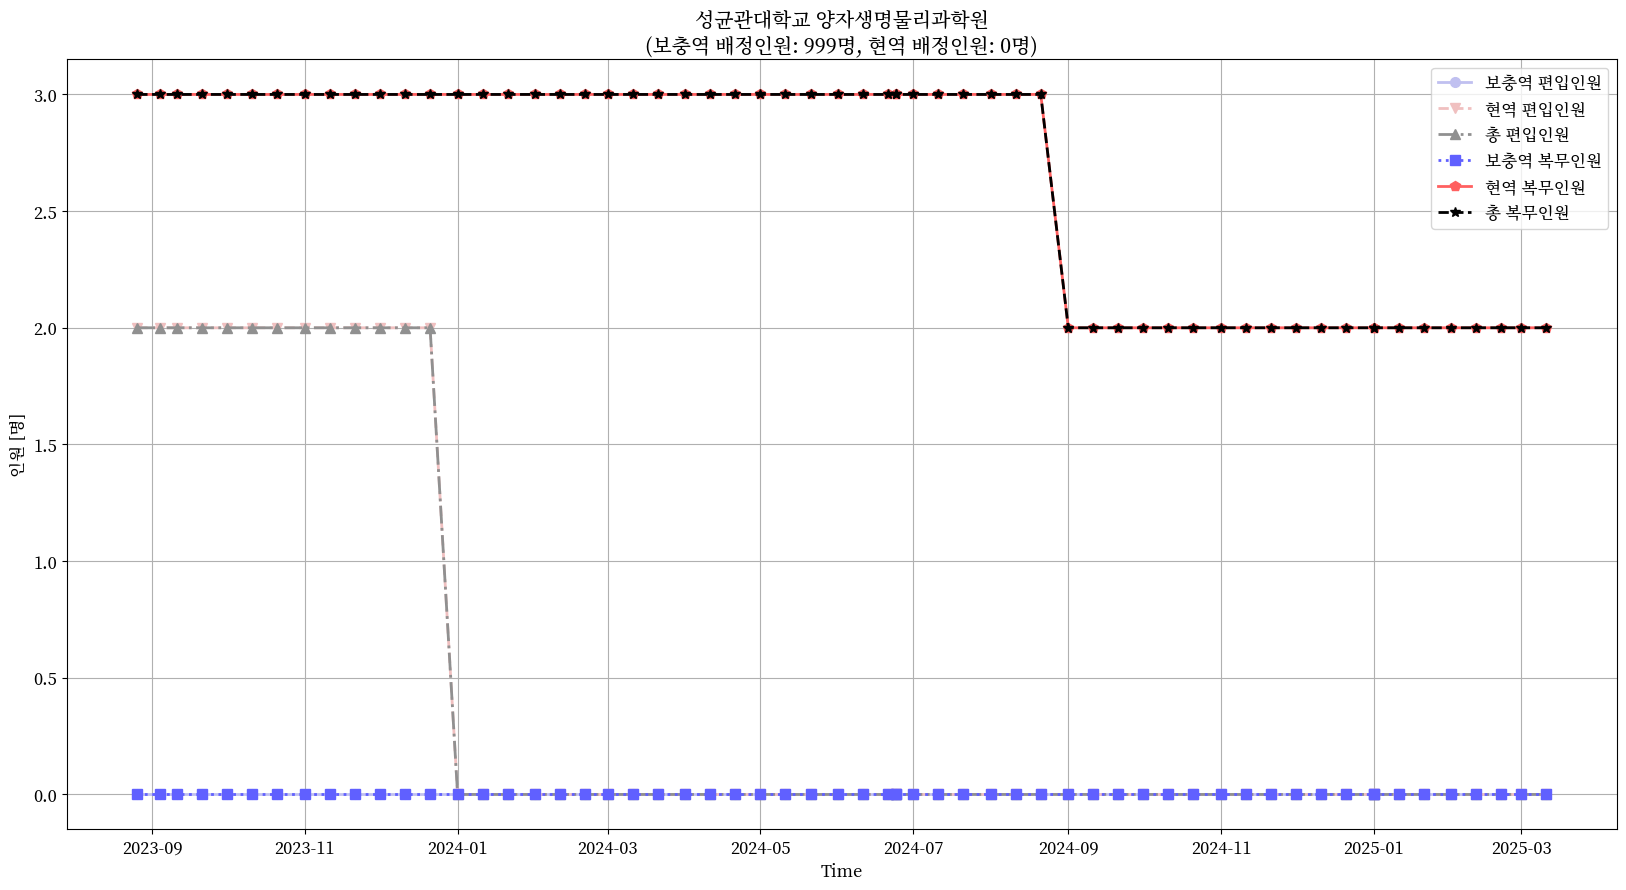 성균관대학교 양자생명물리과학원
(보충역 배정인원: 999명, 현역 배정인원: 0명)
보충역 편입인원
현역 편입인원
총 편입인원
보충역 복무인원
현역 복무인원
총 복무인원
인원 [명]
3.0
2.5
2.0
1.5
1.0
0.5
0.0
2023-09
2023-11
2024-01
2024-03
2024-05
2024-07
2024-09
2024-11
2025-01
2025-03
Time